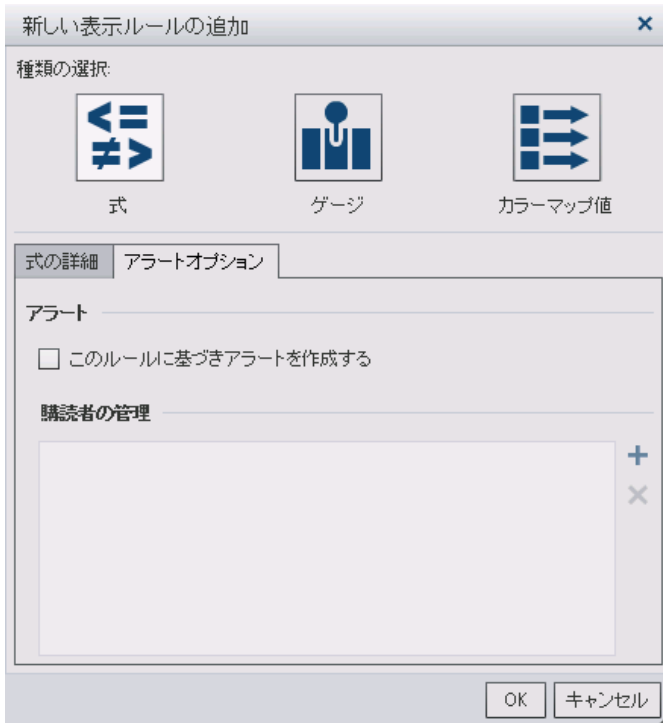 新しい表示ルールの追加
種類の選択:
式
ゲージ
カラーマップ値
式の詳細
アラートオプション
アラート
このルールに基づきアラートを作成する
購読者の管理
OK
キャンセル